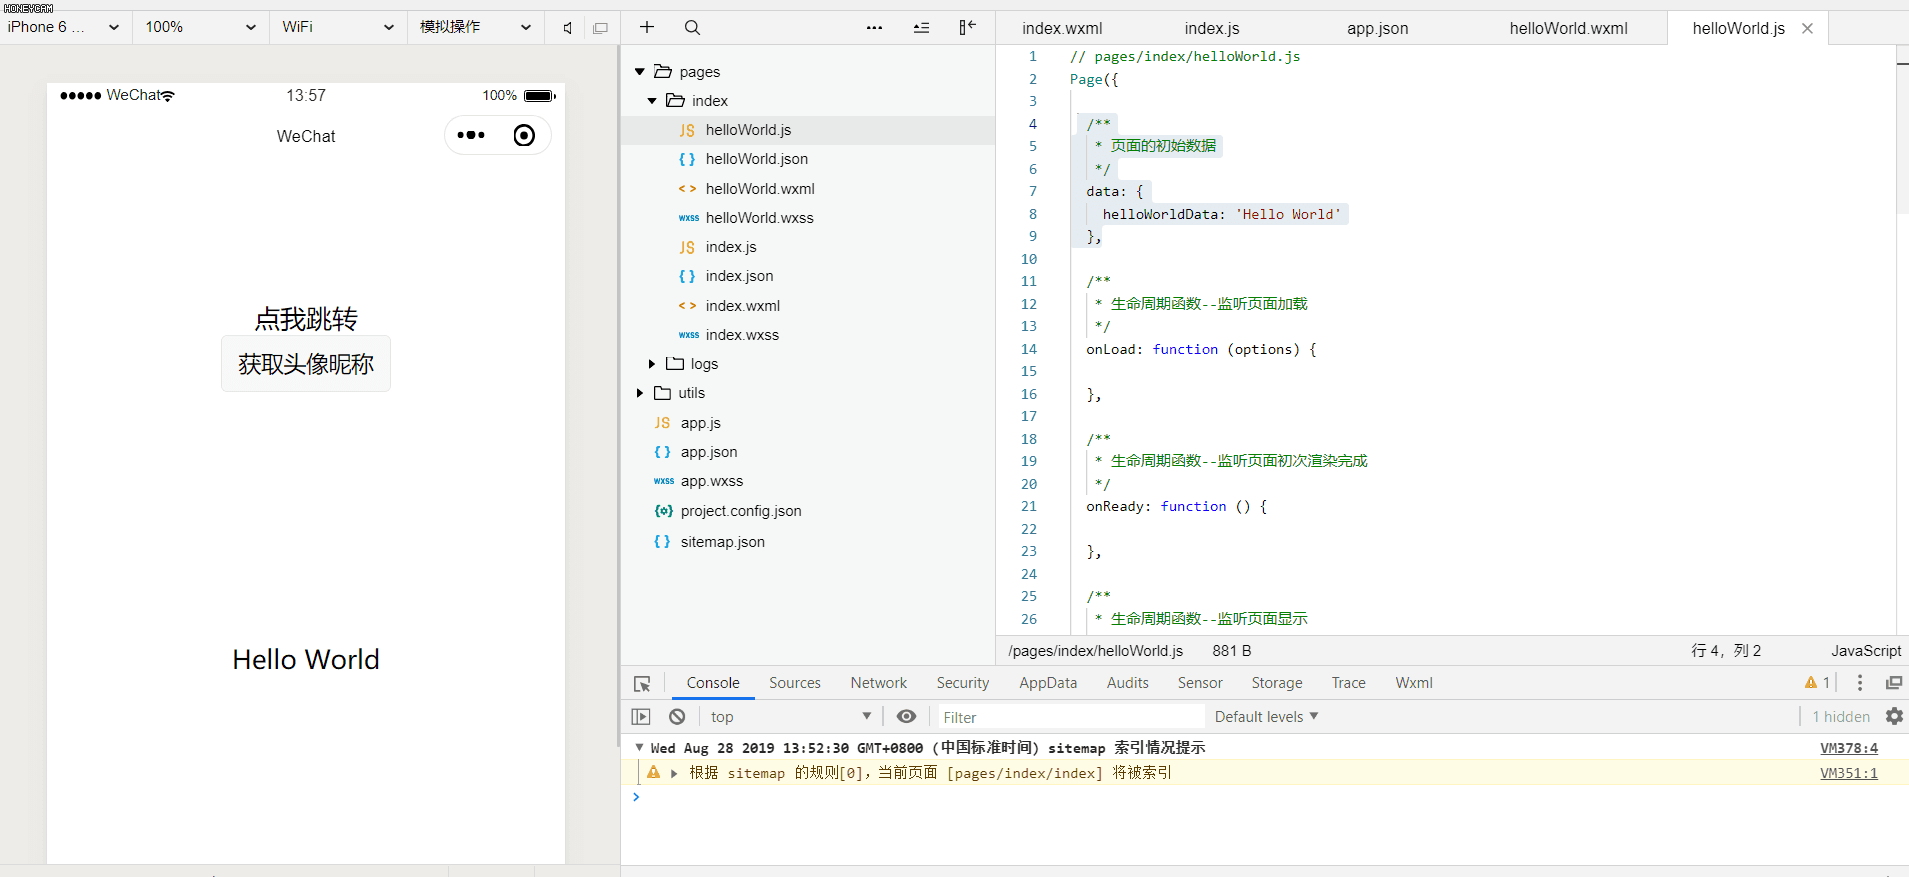 HONEYCAM
iPhone 6 ... 100% WiFi 模拟操作
WeChat 13:57 100%
WeChat
点我跳转
获取头像昵称
Hello World
pages
index
JS helloWorld.js
{ } helloWorld.json
< > helloWorld.wxml
wxss helloWorld.wxss
JS index.js
{ } index.json
< > index.wxml
wxss index.wxss
logs
utils
JS app.js
{ } app.json
wxss app.wxss
project.config.json
{ } sitemap.json
index.wxml index.js app.json helloWorld.wxml helloWorld.js
1 // pages/index/helloWorld.js
2 Page({
3
4 /**
5 * 页面的初始数据
6 */
7 data: {
8 helloWorldData: 'Hello World'
9 },
10
11 /**
12 * 生命周期函数--监听页面加载
13 */
14 onLoad: function (options) {
15
16 },
17
18 /**
19 * 生命周期函数--监听页面初次渲染完成
20 */
21 onReady: function () {
22
23 },
24
25 /**
26 * 生命周期函数--监听页面显示
/pages/index/helloWorld.js 881 B 行 4，列 2 JavaScript
Console Sources Network Security AppData Audits Sensor Storage Trace Wxml 1
top Filter Default levels 1 hidden
Wed Aug 28 2019 13:52:30 GMT+0800 (中国标准时间) sitemap 索引情况提示 VM378:4
根据 sitemap 的规则[0]，当前页面 [pages/index/index] 将被索引 VM351:1
>